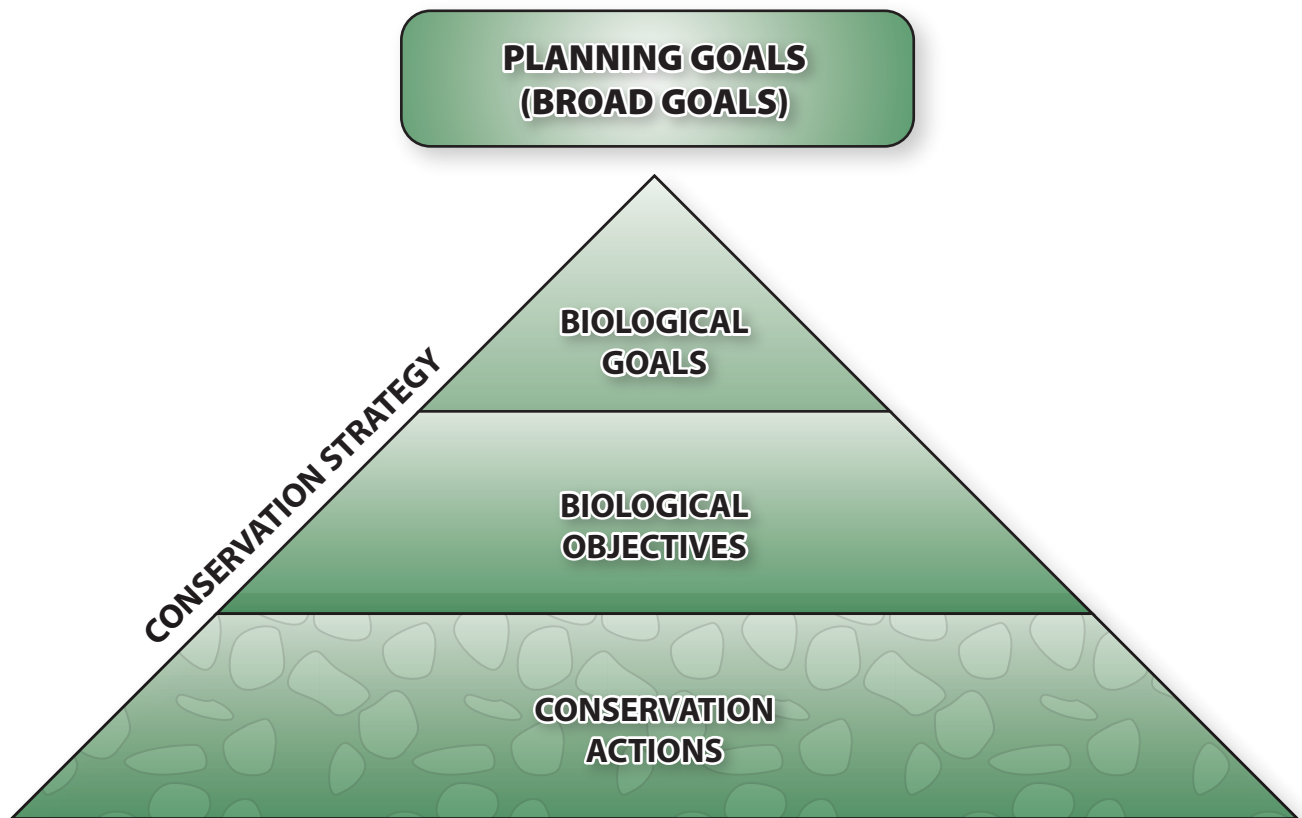 PLANNING GOALS
(BROAD GOALS)
BIOLOGICAL
GOALS
CONSERVATION STRATEGY
BIOLOGICAL
OBJECTIVES
CONSERVATION
ACTIONS